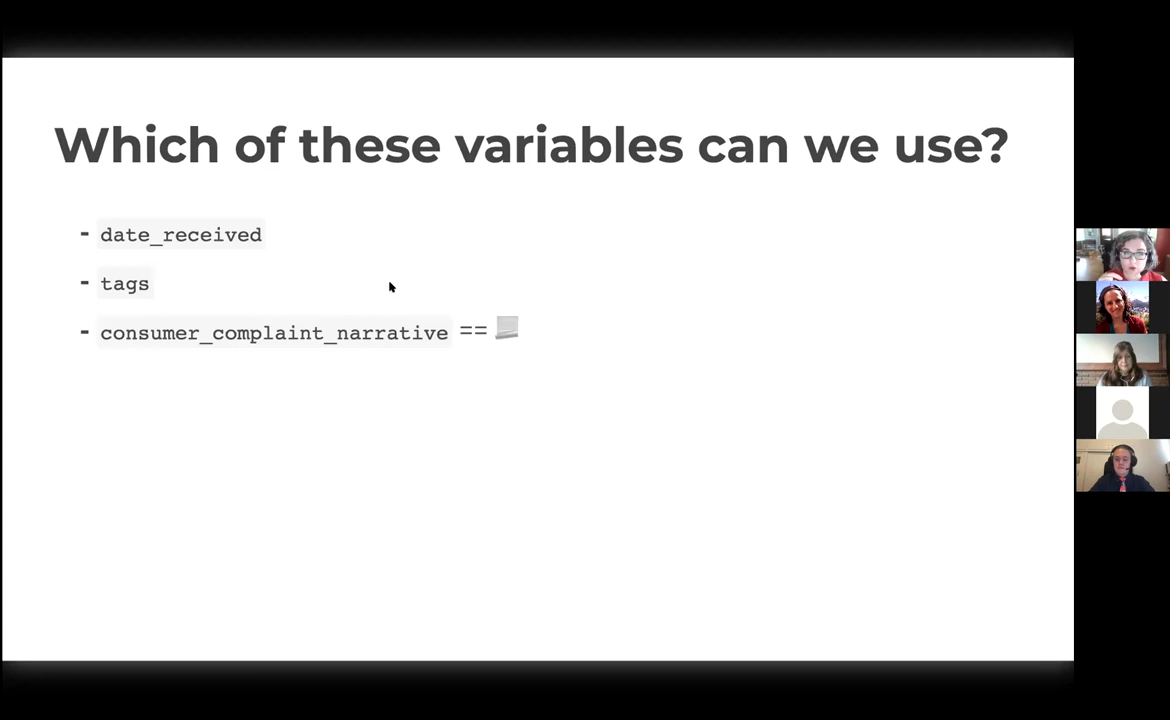 Which of these variables can we use?
- date_received
- tags
- consumer_complaint_narrative ==